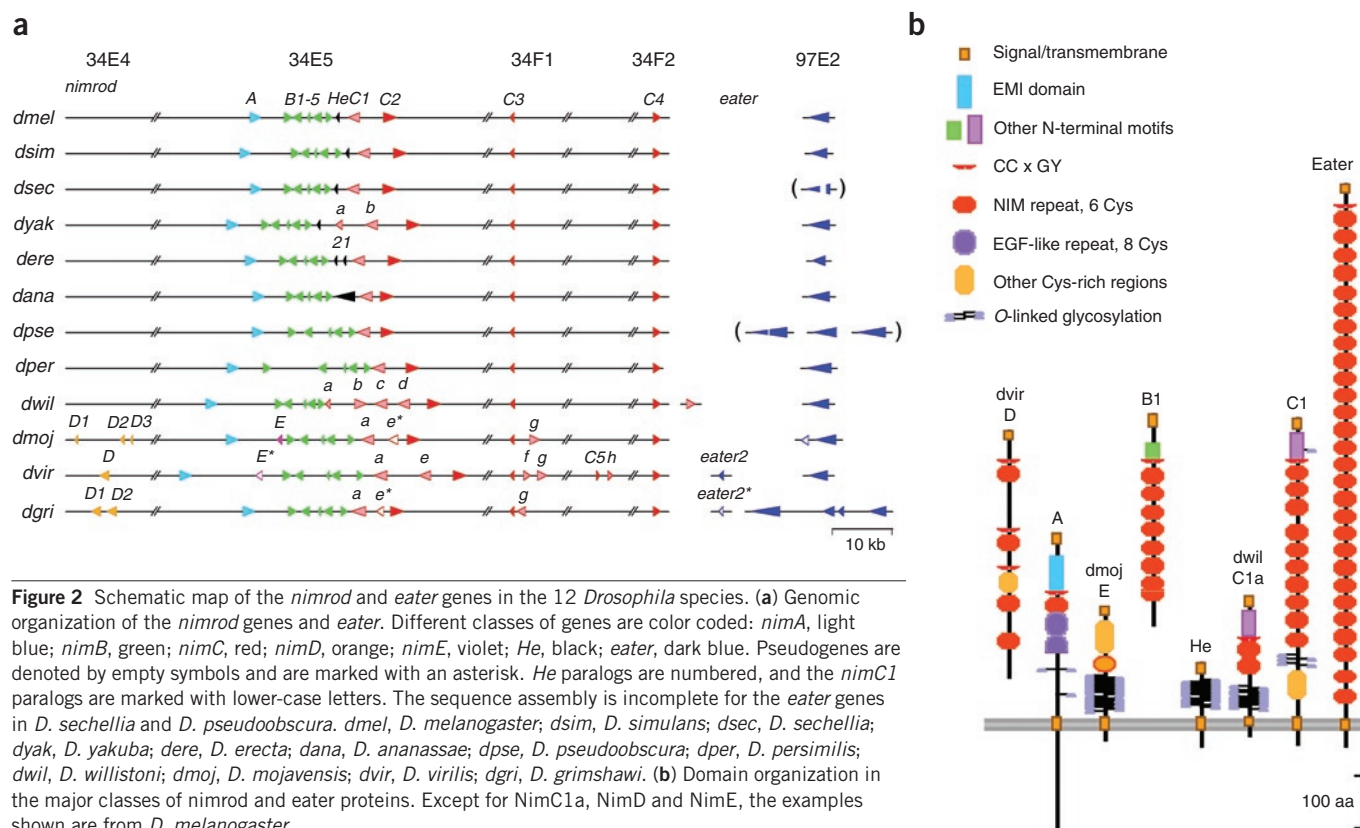 a
34E4 34E5 34F1 34F2 97E2
nimrod
A B1-5 HeC1 C2 C3 C4 eater
dmel
dsim
dsec ( )
a b
dyak
21
dere
dana
dpse ( )
dper
a b c d
dwil
D1 D2 D3 E a e* g
dmoj
D E* a e f g C5 h eater2
dvir
D1 D2 a e* g eater2*
dgri
10 kb
b
Signal/transmembrane
EMI domain
Other N-terminal motifs
CC x GY
NIM repeat, 6 Cys
EGF-like repeat, 8 Cys
Other Cys-rich regions
O-linked glycosylation
Eater
dvir
D
B1
C1
A
dmoj
E
dwil
C1a
He
100 aa
Figure 2 Schematic map of the nimrod and eater genes in the 12 Drosophila species. (a) Genomic
organization of the nimrod genes and eater. Different classes of genes are color coded: nimA, light
blue; nimB, green; nimC, red; nimD, orange; nimE, violet; He, black; eater, dark blue. Pseudogenes are
denoted by empty symbols and are marked with an asterisk. He paralogs are numbered, and the nimC1
paralogs are marked with lower-case letters. The sequence assembly is incomplete for the eater genes
in D. sechellia and D. pseudoobscura. dmel, D. melanogaster; dsim, D. simulans; dsec, D. sechellia;
dyak, D. yakuba; dere, D. erecta; dana, D. ananassae; dpse, D. pseudoobscura; dper, D. persimilis;
dwil, D. willistoni; dmoj, D. mojavensis; dvir, D. virilis; dgri, D. grimshawi. (b) Domain organization in
the major classes of nimrod and eater proteins. Except for NimC1a, NimD and NimE, the examples
shown are from D. melanogaster.